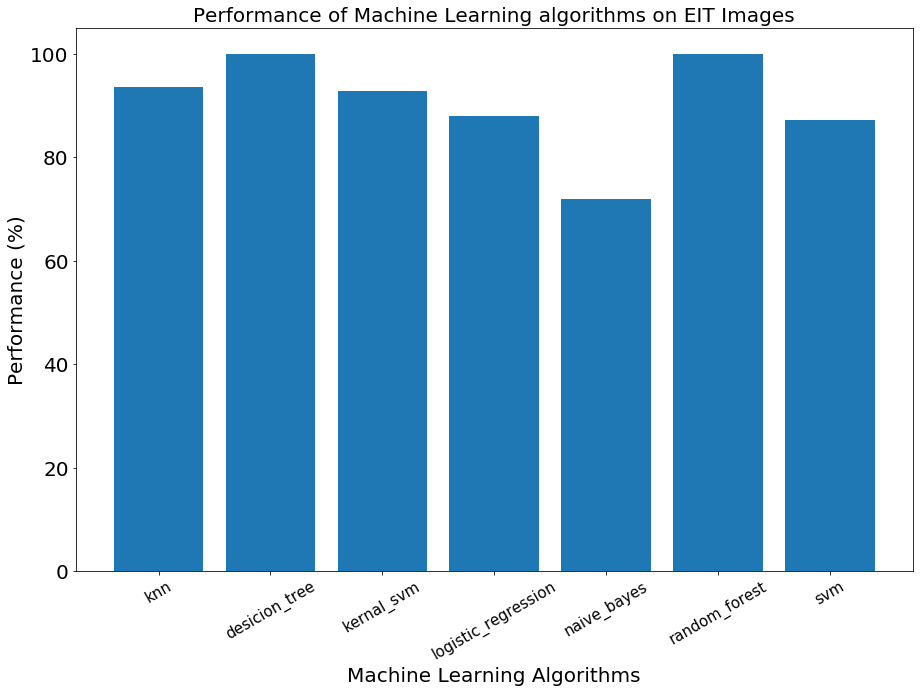 Performance of Machine Learning algorithms on EIT Images
100
80
60
40
20
0
Performance (%)
knn
desicion_tree
kernal_svm
logistic_regression
naive_bayes
random_forest
svm
Machine Learning Algorithms